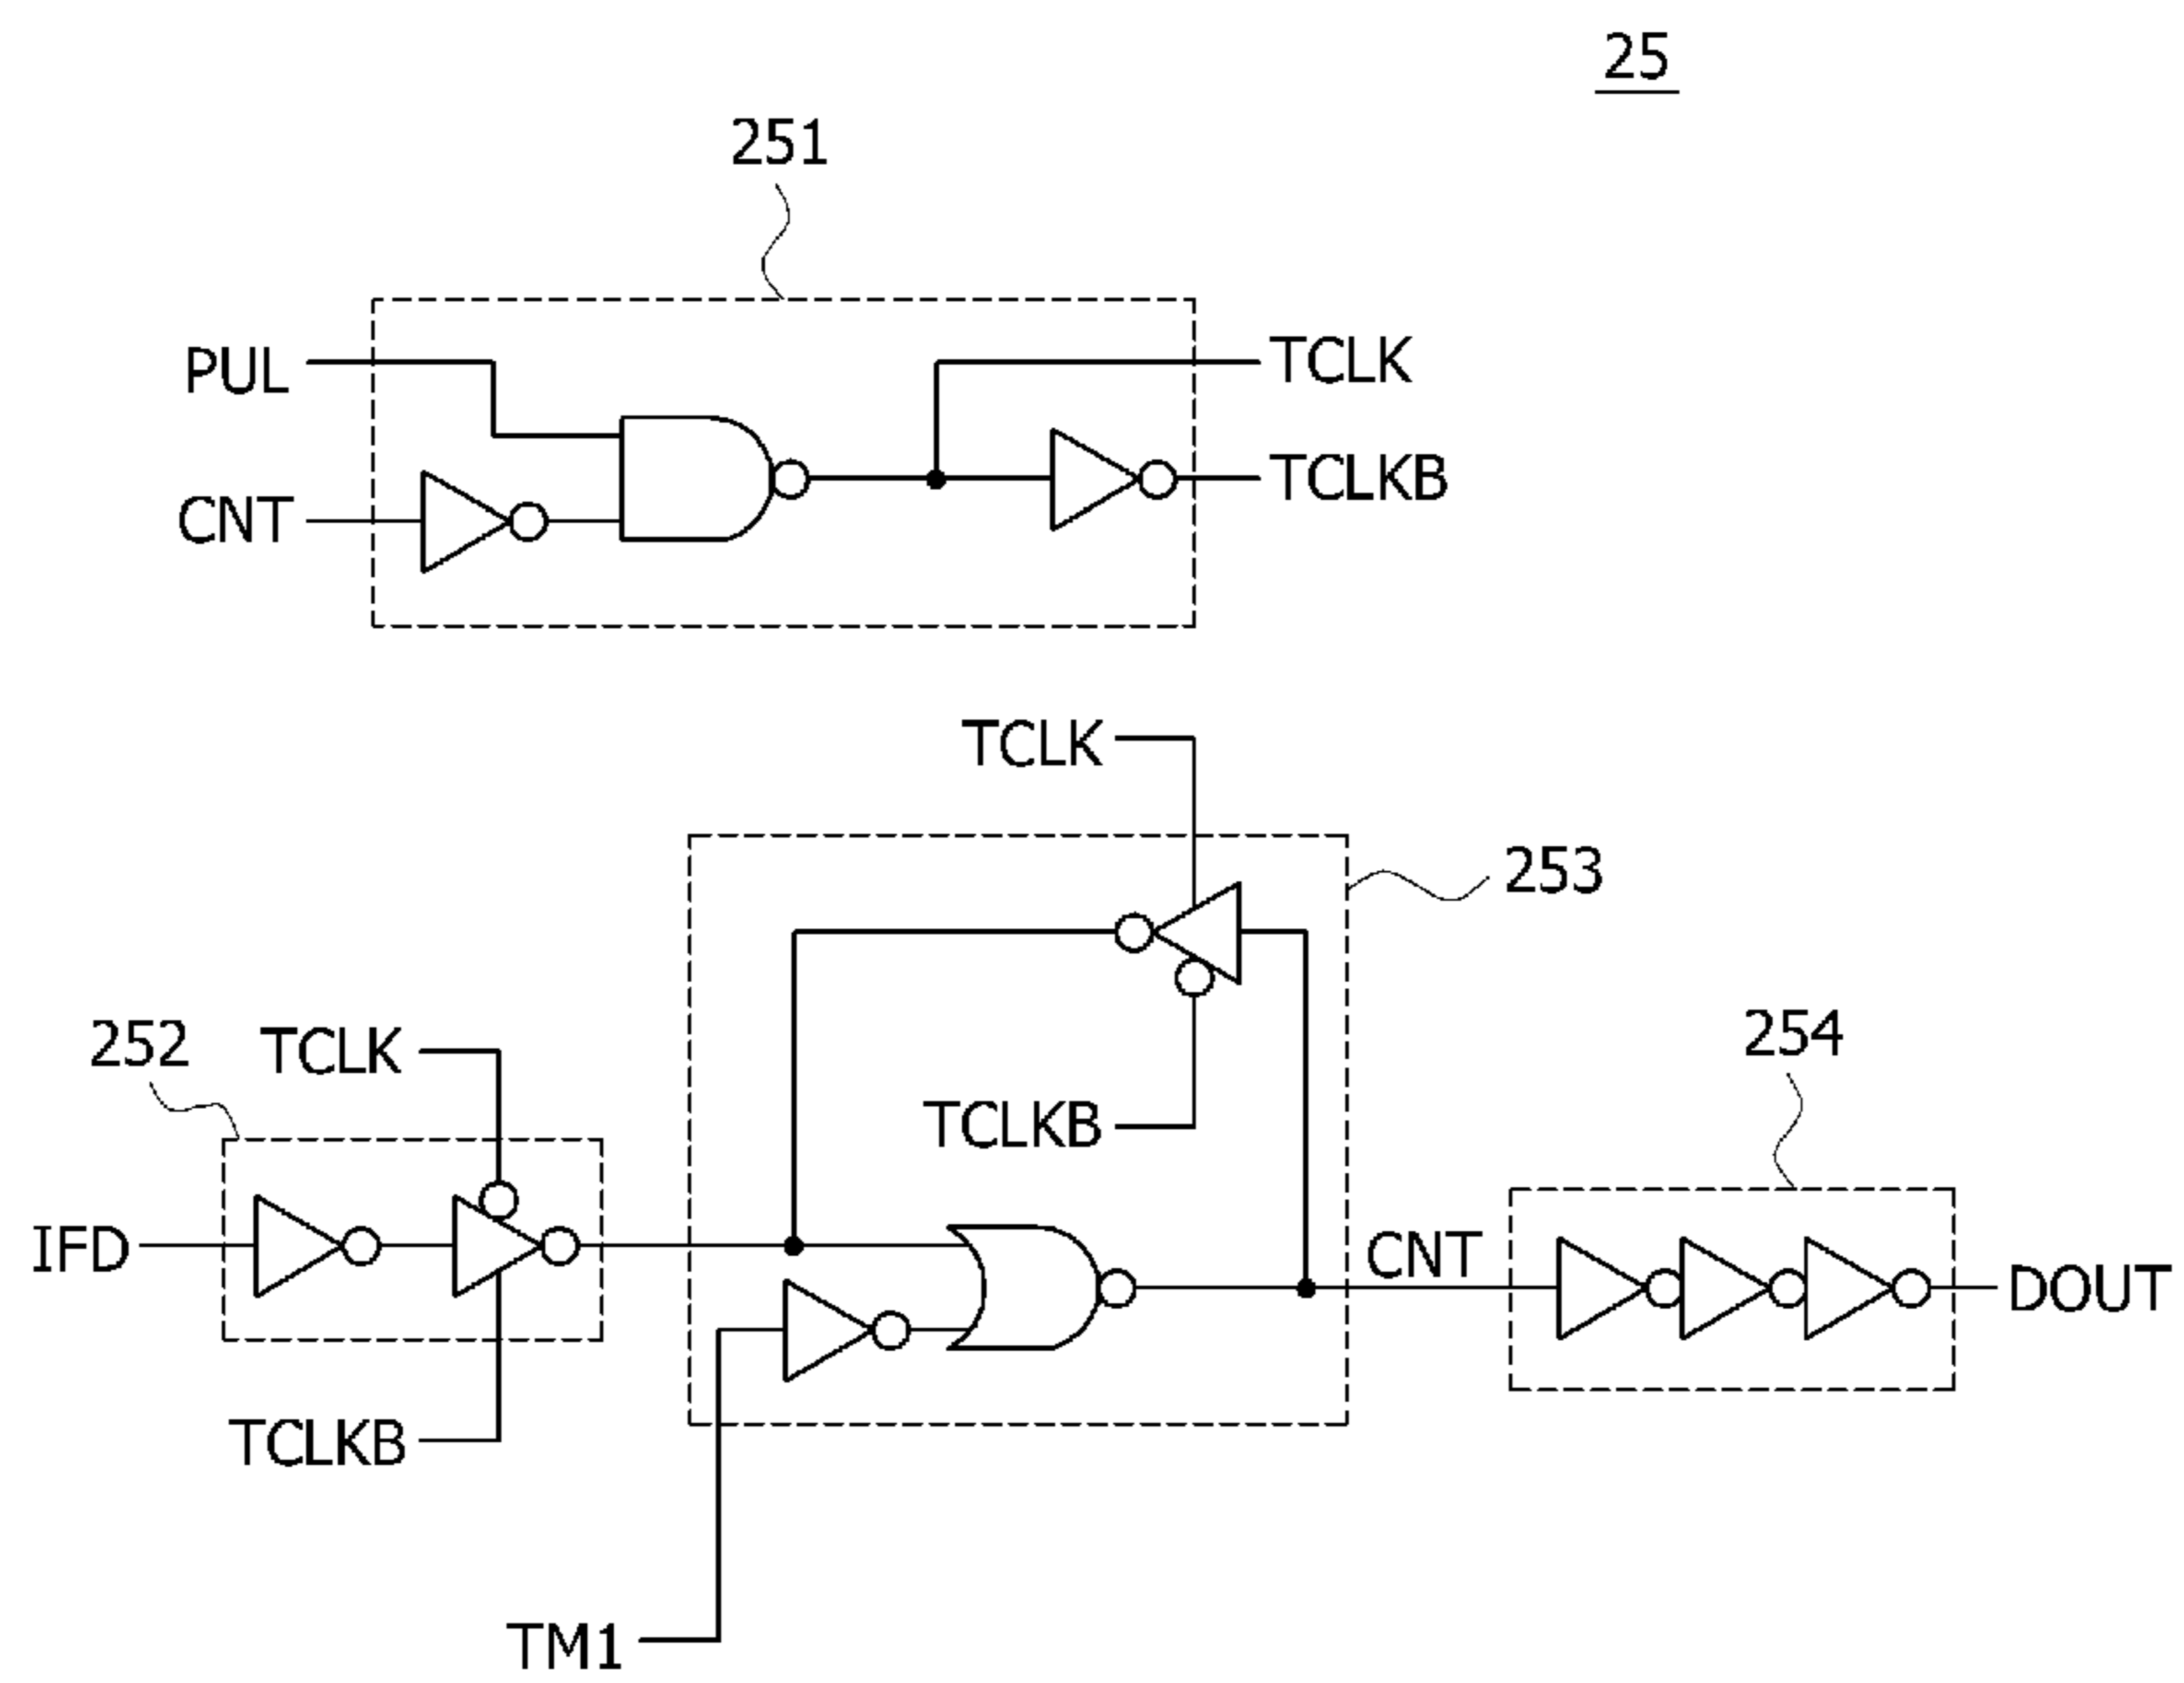 25
251
PUL
TCLK
CNT
TCLKB
TCLK
253
252
TCLK
254
TCLKB
IFD
CNT
DOUT
TCLKB
TM1